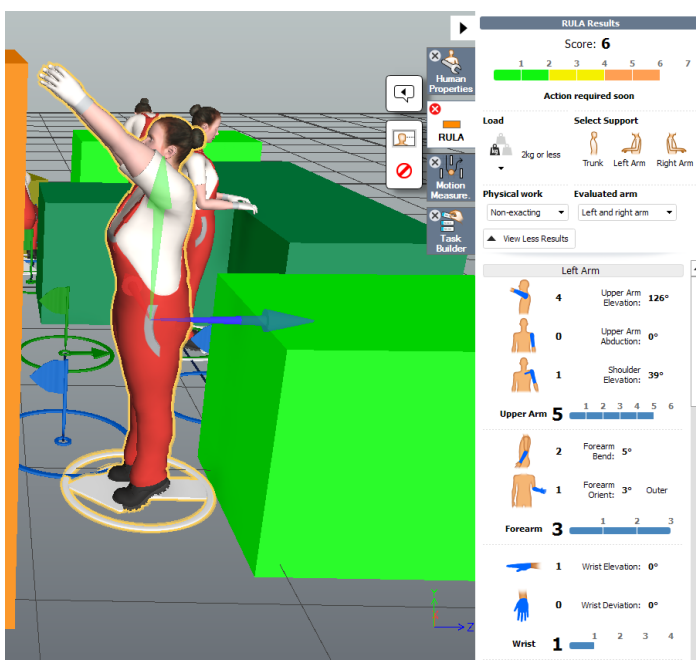 RULA Results
Score: 6
1 2 3 4 5 6 7
Action required soon
Human
Properties
RULA
Motion
Measure.
Task
Builder
Load Select Support
kg
2kg or less
Trunk Left Arm Right Arm
Physical work Evaluated arm
Non-exacting Left and right arm
View Less Results
Left Arm
4 Upper Arm
Elevation: 126°
0 Upper Arm
Abduction: 0°
1 Shoulder
Elevation: 39°
Upper Arm 5 1 2 3 4 5 6
2 Forearm
Bend: 5°
1 Forearm
Orient: 3° Outer
Forearm 3 1 2 3
1 Wrist Elevation: 0°
0 Wrist Deviation: 0°
Wrist 1 1 2 3 4
Y
Z